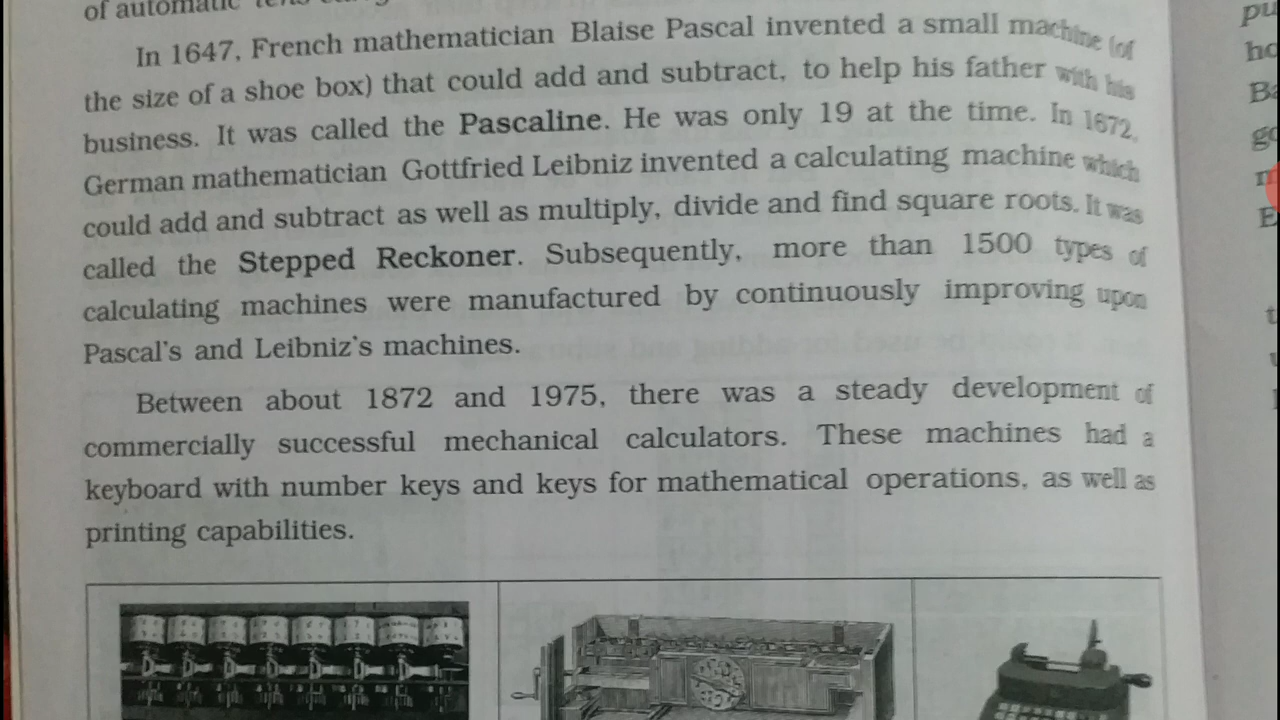 of automatic
In 1647, French mathematician Blaise Pascal invented a small machine (of
the size of a shoe box) that could add and subtract, to help his father with his
business. It was called the Pascaline. He was only 19 at the time. In 1672,
German mathematician Gottfried Leibniz invented a calculating machine which
could add and subtract as well as multiply, divide and find square roots. It was
called the Stepped Reckoner. Subsequently, more than 1500 types of
calculating machines were manufactured by continuously improving upon
Pascal's and Leibniz's machines.
Between about 1872 and 1975, there was a steady development of
commercially successful mechanical calculators. These machines had a
keyboard with number keys and keys for mathematical operations, as well as
printing capabilities.